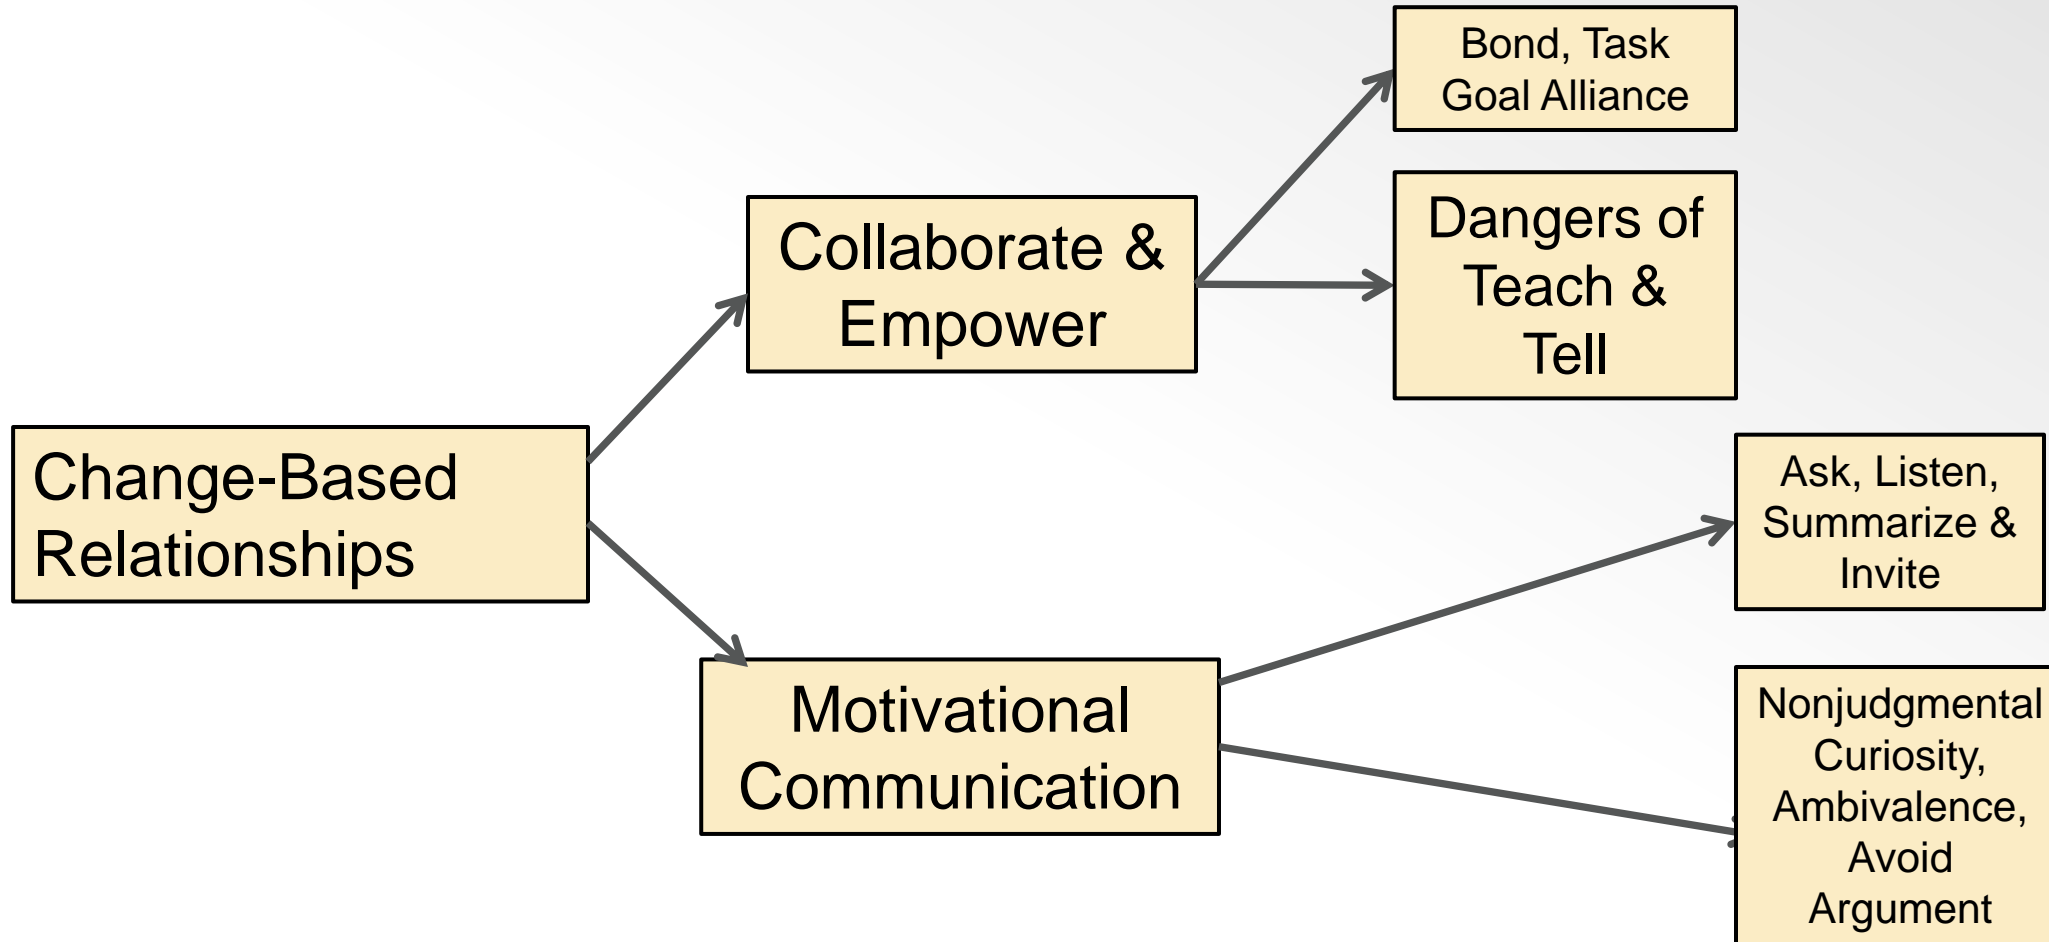 Bond, Task
Goal Alliance
Dangers of
Teach &
Tell
Collaborate &
Empower
Change-Based
Relationships
Ask, Listen,
Summarize &
Invite
Motivational
Communication
Nonjudgmental
Curiosity,
Ambivalence,
Avoid
Argument